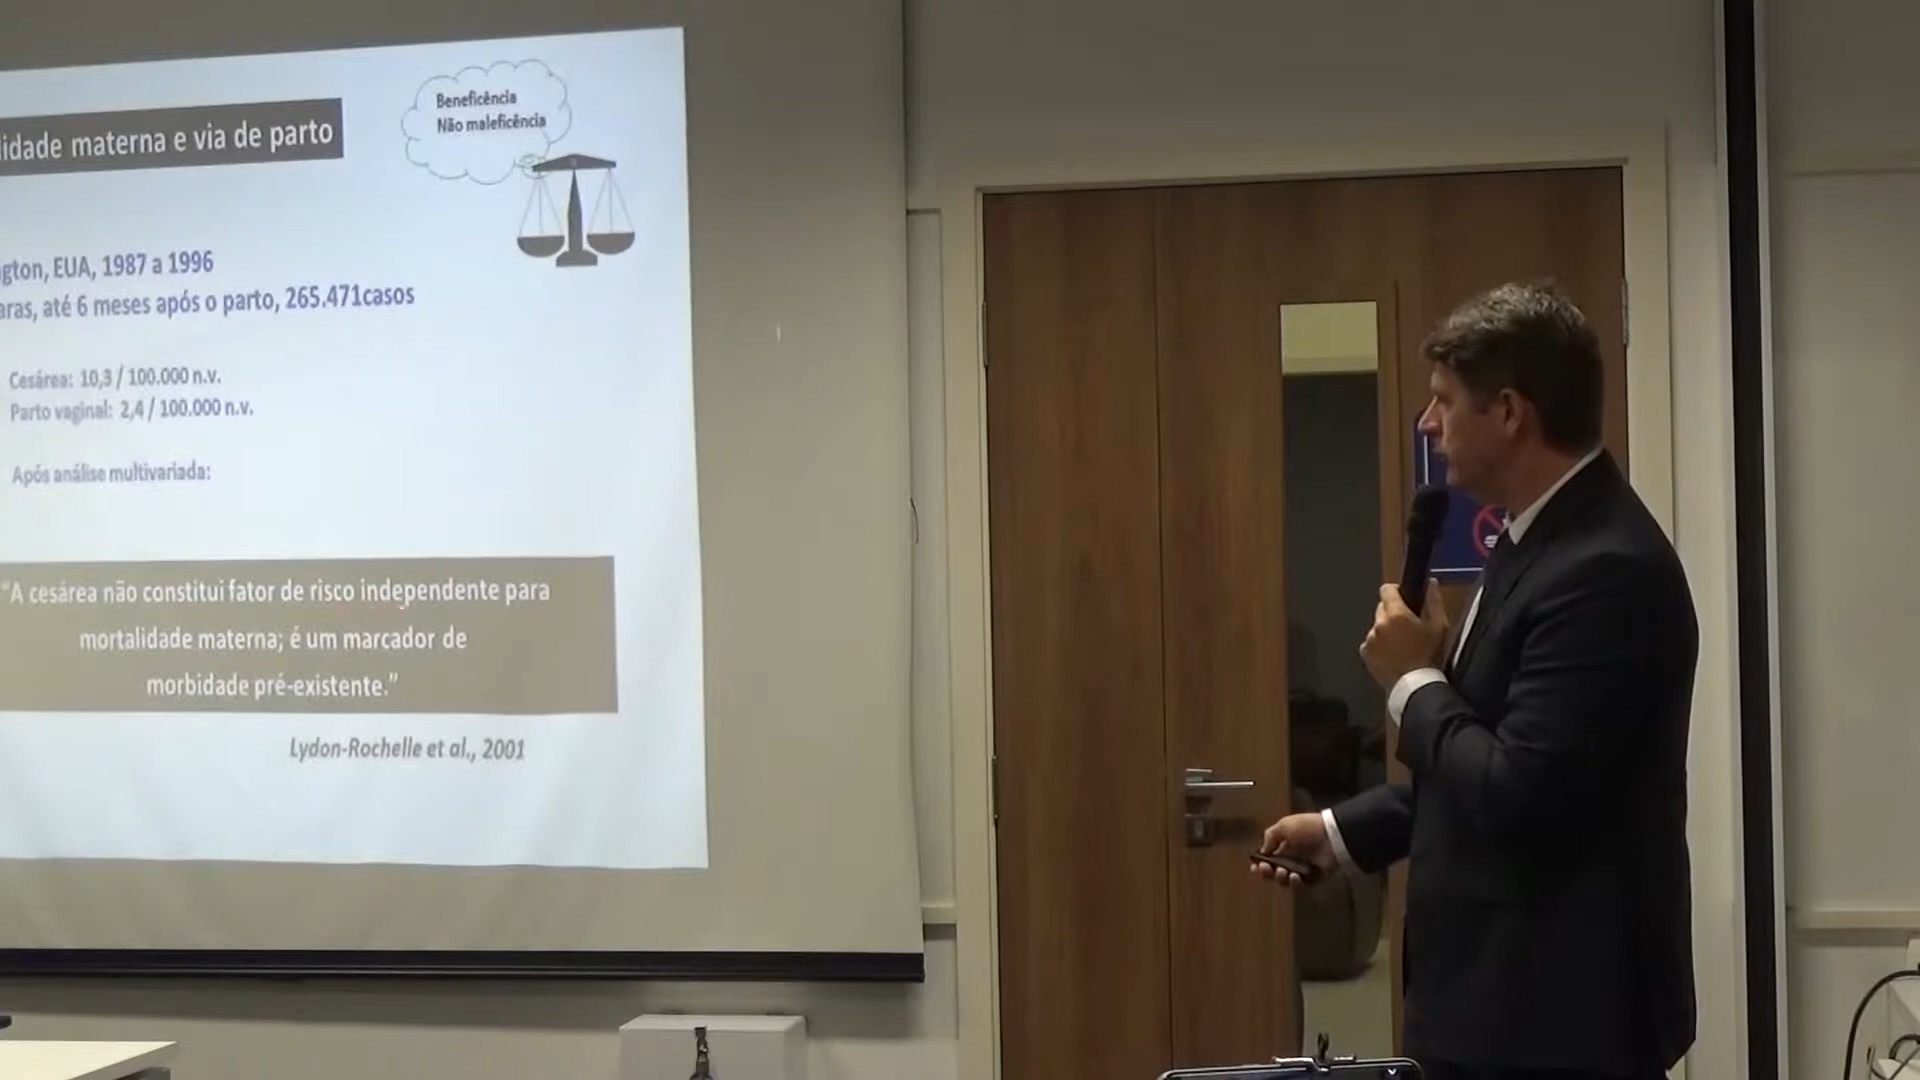 Beneficência
Não maleficência
lidade materna e via de parto
gton, EUA, 1987 a 1996
aras, até 6 meses após o parto, 265.471casos
Cesárea: 10,3 / 100.000 n.v.
Parto vaginal: 2,4 / 100.000 n.v.
Após análise multivariada:
“A cesárea não constitui fator de risco independente para
mortalidade materna; é um marcador de
morbidade pré-existente.”
Lydon-Rochelle et al., 2001